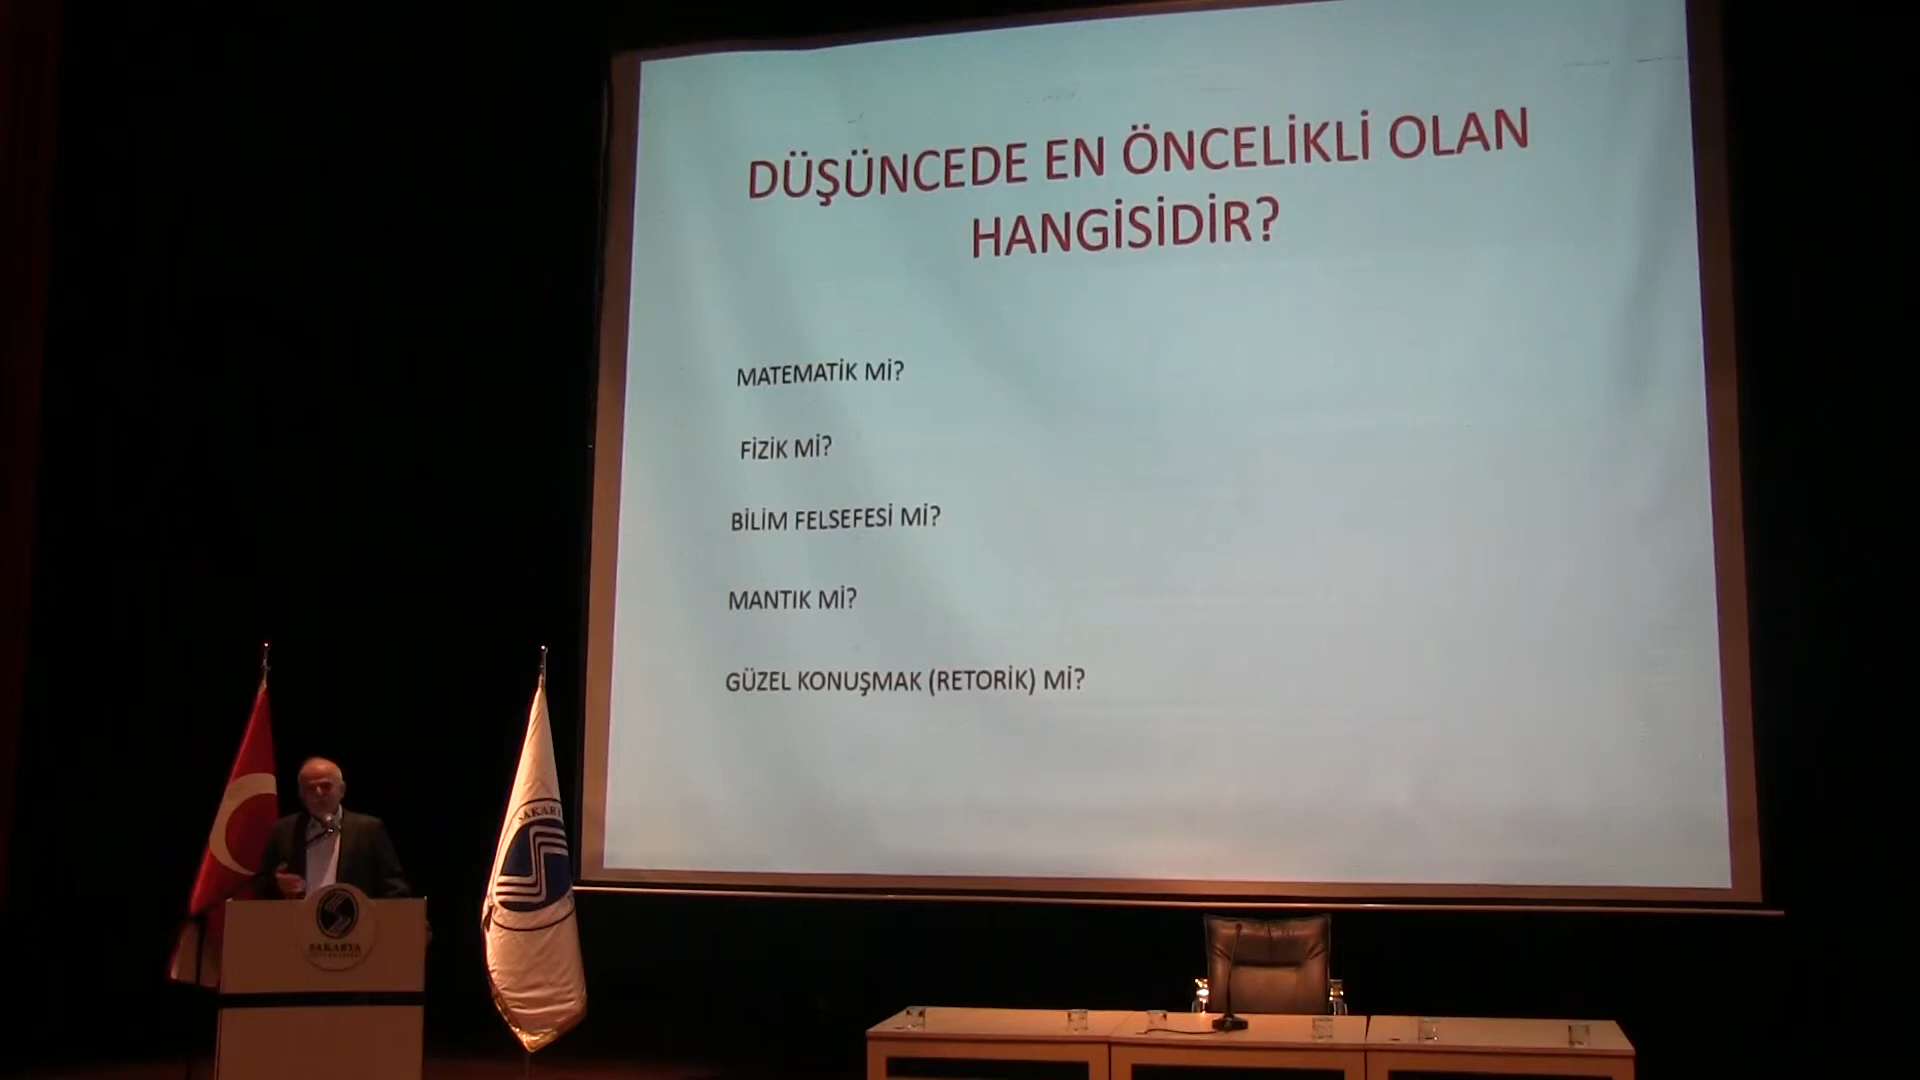 DÜŞÜNCEDE EN ÖNCELİKLİ OLAN
HANGİSİDİR?
MATEMATİK Mİ?
FİZİK Mİ?
BİLİM FELSEFESİ Mİ?
MANTIK Mİ?
GÜZEL KONUŞMAK (RETORİK) Mİ?
SAKARYA